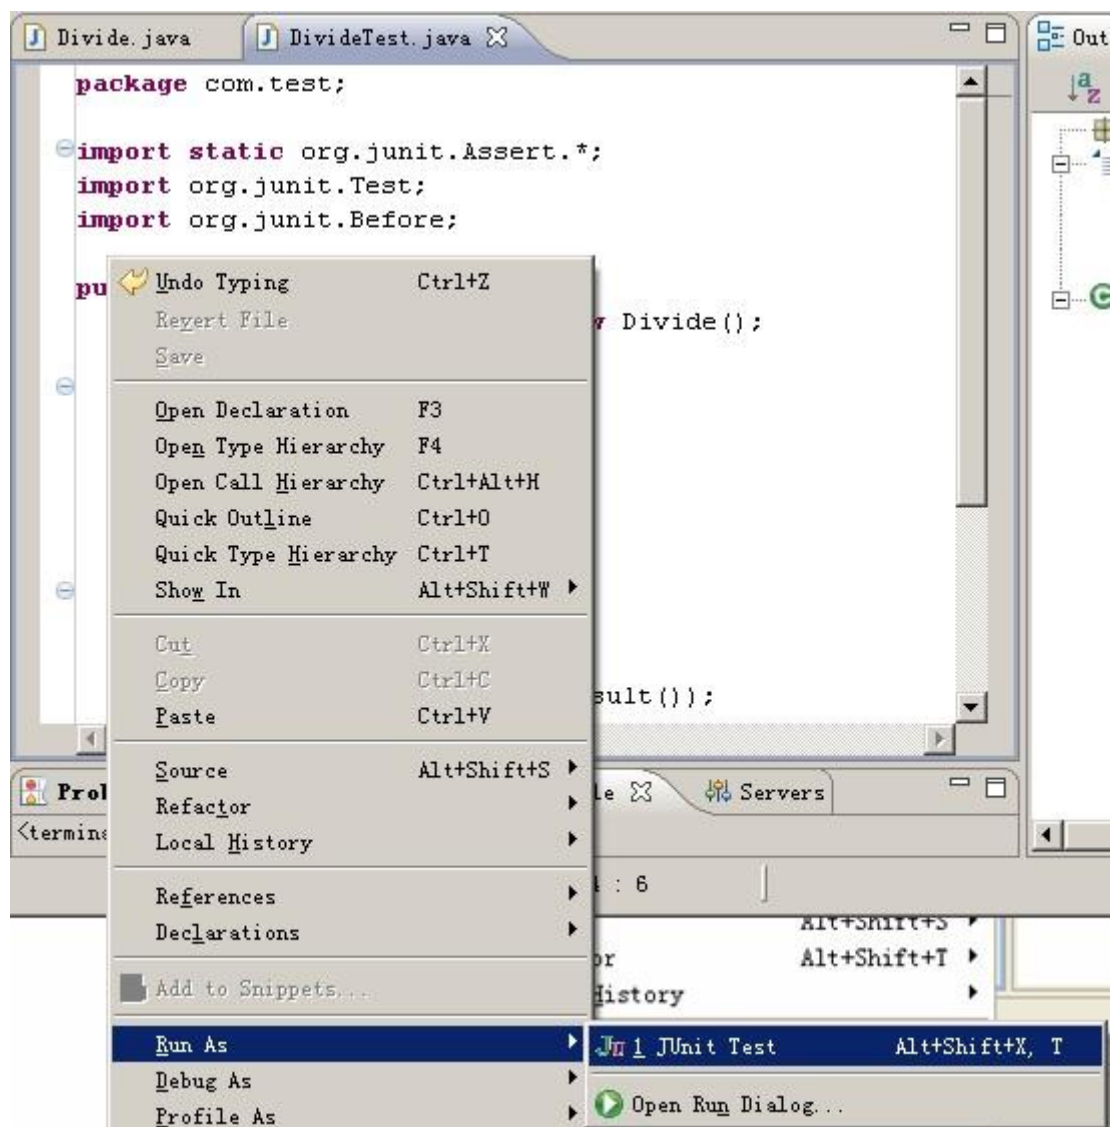 Divide.java DivideTest.java Out
package com.test;
import static org.junit.Assert.*;
import org.junit.Test;
import org.junit.Before;
pu
Divide();
sult());
Undo Typing Ctrl+Z
Revert File
Save
Open Declaration F3
Open Type Hierarchy F4
Open Call Hierarchy Ctrl+Alt+H
Quick Outline Ctrl+O
Quick Type Hierarchy Ctrl+T
Show In Alt+Shift+W
Cut Ctrl+X
Copy Ctrl+C
Paste Ctrl+V
Source Alt+Shift+S
Refactor
Local History
References
Declarations
Add to Snippets...
Run As
Debug As
Profile As
1 JUnit Test Alt+Shift+X, T
Open Run Dialog...
Prol
le Servers
<termina
: 6
Alt+Shift+S
or Alt+Shift+T
History